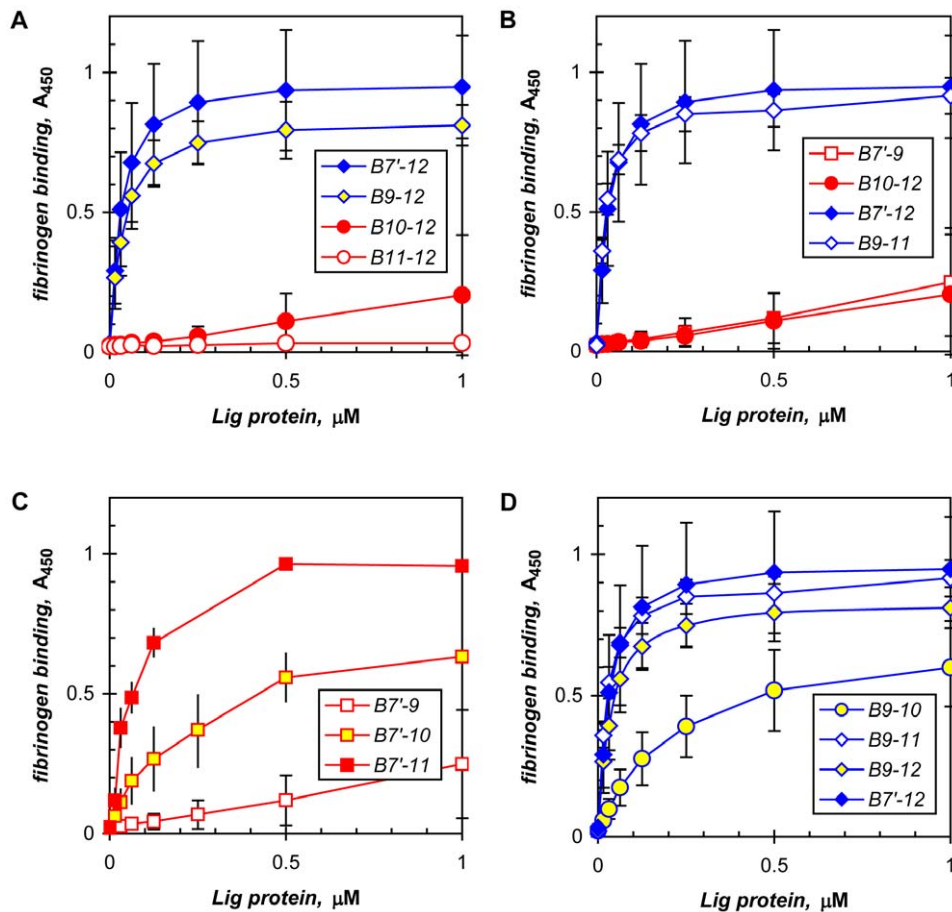 A
fibrinogen binding, A450
1
0.5
0
0
0.5
1
Lig protein, μM
B7'-12
B9-12
B10-12
B11-12
B
fibrinogen binding, A450
1
0.5
0
0
0.5
1
Lig protein, μM
B7'-9
B10-12
B7'-12
B9-11
C
fibrinogen binding, A450
1
0.5
0
0
0.5
1
Lig protein, μM
B7'-9
B7'-10
B7'-11
D
fibrinogen binding, A450
1
0.5
0
0
0.5
1
Lig protein, μM
B9-10
B9-11
B9-12
B7'-12